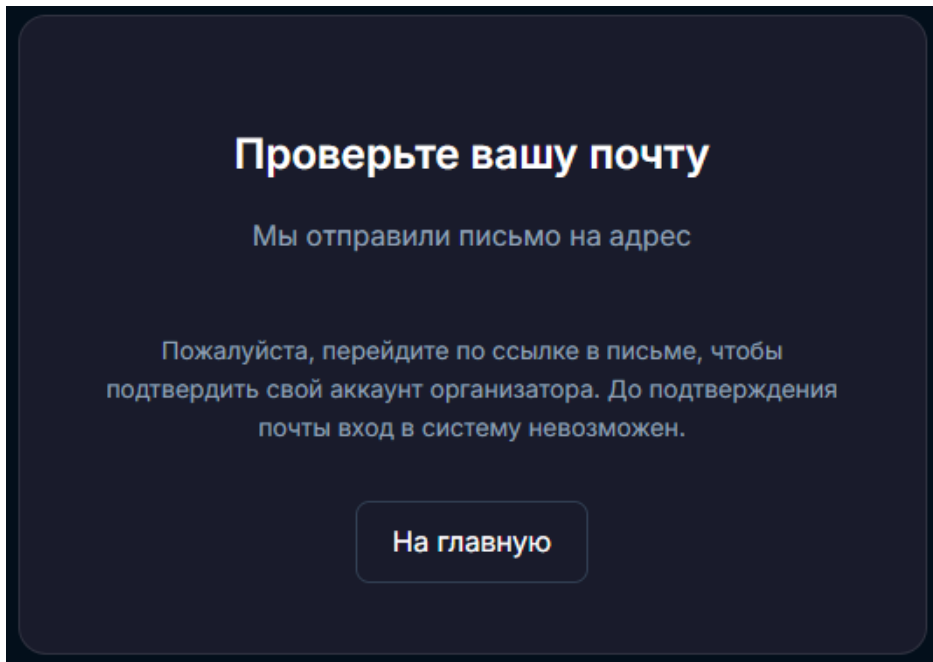 Проверьте вашу почту
Мы отправили письмо на адрес
Пожалуйста, перейдите по ссылке в письме, чтобы
подтвердить свой аккаунт организатора. До подтверждения
почты вход в систему невозможен.
На главную